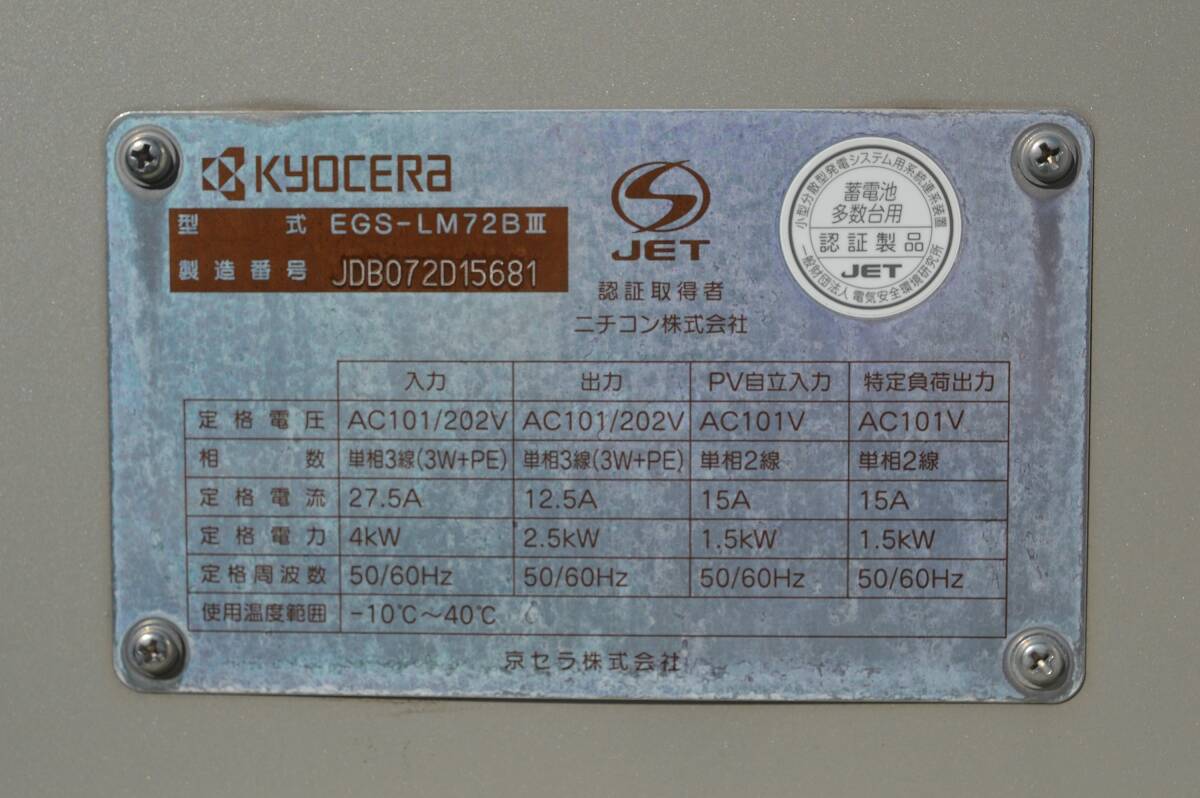 KYOCERA
型式 EGS-LM72BⅢ
製造番号 JDB072D15681
JET
認証取得者
ニチコン株式会社
小型分散型発電システム用系統連系装置
蓄電池
多数台用
認証製品
JET
一般財団法人 電気安全環境研究所
入力 出力 PV自立入力 特定負荷出力
定格電圧 AC101/202V AC101/202V AC101V AC101V
相数 単相3線(3W+PE) 単相3線(3W+PE) 単相2線 単相2線
定格電流 27.5A 12.5A 15A 15A
定格電力 4kW 2.5kW 1.5kW 1.5kW
定格周波数 50/60Hz 50/60Hz 50/60Hz 50/60Hz
使用温度範囲 -10℃～40℃
京セラ株式会社